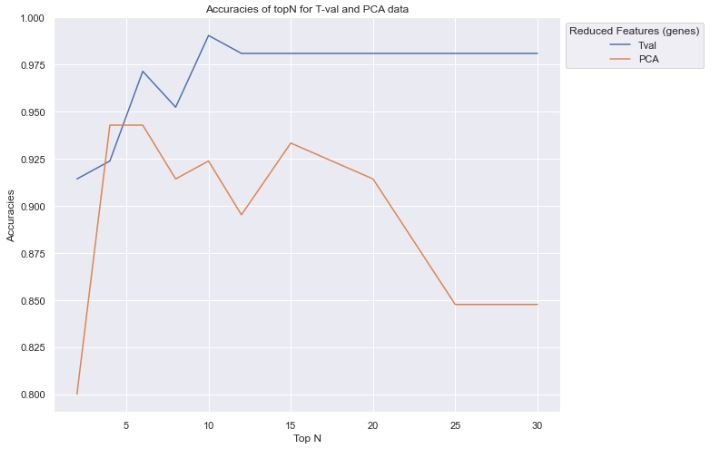 Accuracies of topN for T-val and PCA data
Reduced Features (genes)
Tval
PCA
1.000
0.975
0.950
0.925
0.900
0.875
0.850
0.825
0.800
Accuracies
5 10 15 20 25 30
Top N